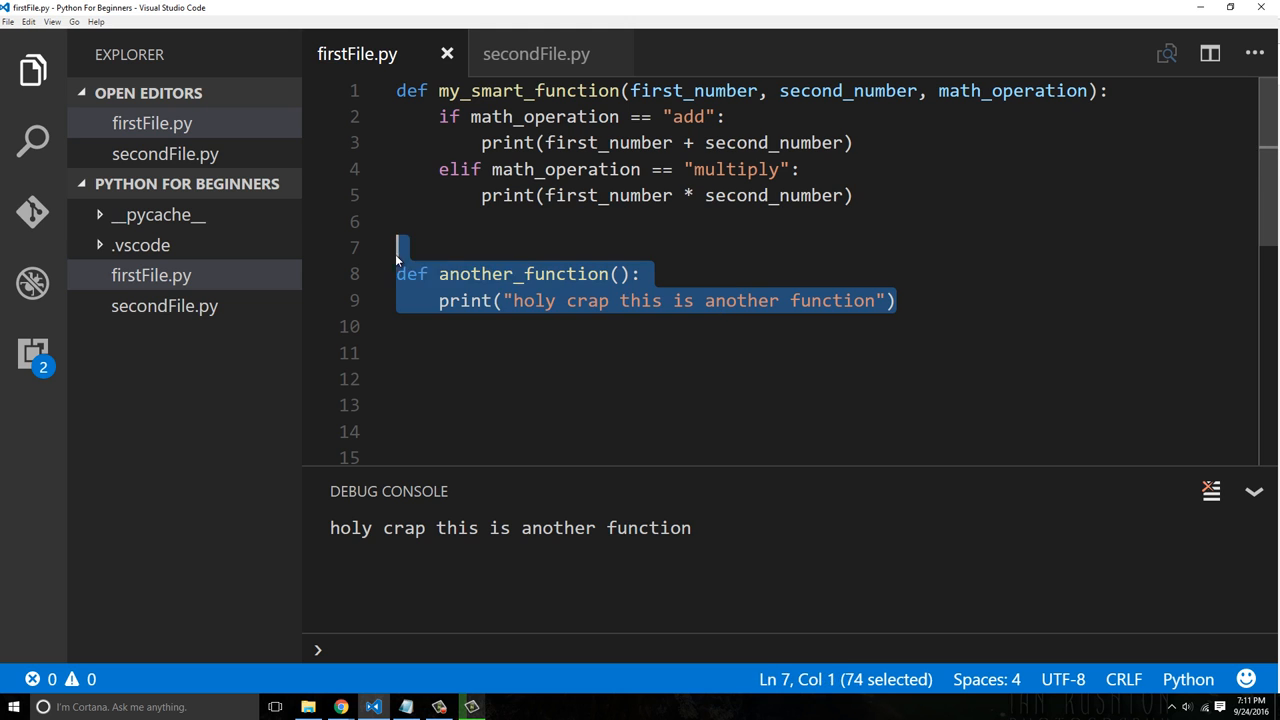 firstFile.py - Python For Beginners - Visual Studio Code
File Edit View Go Help
EXPLORER
firstFile.py
secondFile.py
OPEN EDITORS
firstFile.py
secondFile.py
PYTHON FOR BEGINNERS
__pycache__
.vscode
firstFile.py
secondFile.py
2
1 def my_smart_function(first_number, second_number, math_operation):
2 if math_operation == "add":
3 print(first_number + second_number)
4 elif math_operation == "multiply":
5 print(first_number * second_number)
6
7
8 def another_function():
9 print("holy crap this is another function")
10
11
12
13
14
15
DEBUG CONSOLE
holy crap this is another function
0 0
Ln 7, Col 1 (74 selected) Spaces: 4 UTF-8 CRLF Python
I'm Cortana. Ask me anything.
7:11 PM
9/24/2016